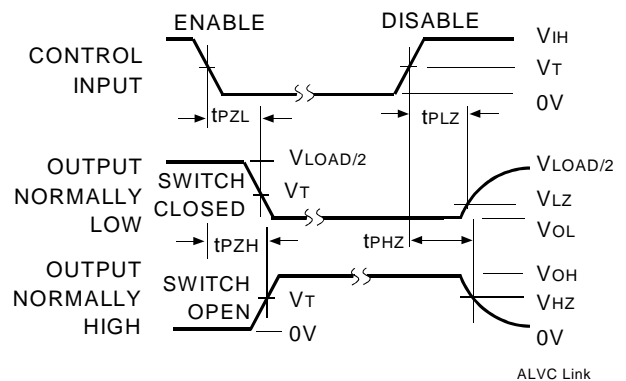 ENABLE
DISABLE
CONTROL
INPUT
VIH
VT
0V
tPZL
tPLZ
OUTPUT
NORMALLY
LOW
SWITCH
CLOSED
VLOAD/2
VT
VLOAD/2
VLZ
VOL
tPZH
tPHZ
OUTPUT
NORMALLY
HIGH
SWITCH
OPEN
VT
0V
VOH
VHZ
0V
ALVC Link